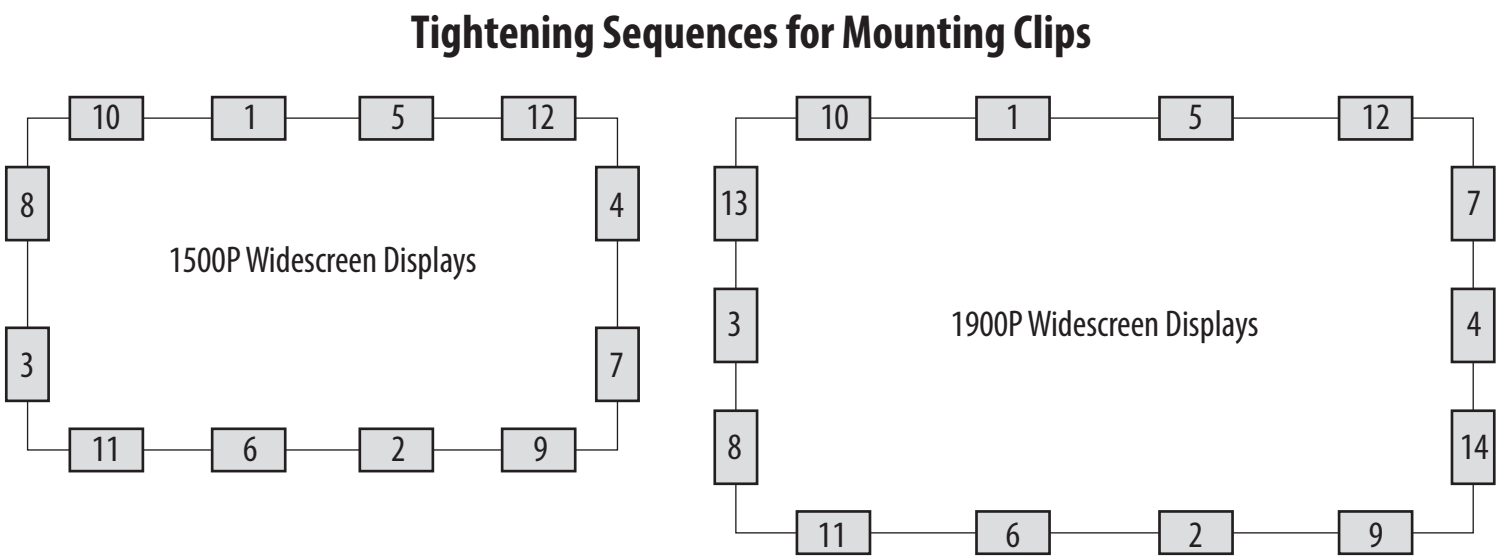 Tightening Sequences for Mounting Clips
10 1 5 12
8 4
1500P Widescreen Displays
3 7
11 6 2 9
10 1 5 12
13 7
3 1900P Widescreen Displays 4
8 14
11 6 2 9